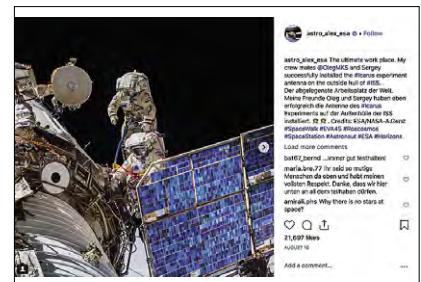 astro_alex_esa • Follow
astro_alex_esa The ultimate work place. My
crew mates @OlegMKS and Sergey
successfully installed the #Icarus experiment
antenna on the outside hull of #ISS.
Der abgelegenste Arbeitsplatz der Welt.
Meine Freunde Oleg und Sergey haben eben
erfolgreich die Antenne des #Icarus
Experiments auf der Außenhülle der ISS
installiert. Credits: ESA/NASA-A.Gerst
#SpaceWalk #EVA45 #Roscosmos
#SpaceStation #Astronaut #ESA #Horizons
Load more comments
bat67_bernd ...immer gut festhalten!
maria.bre.77 Ihr seid so mutige
Menschen da oben und habt meinen
vollsten Respekt. Danke, dass wir hier
unten an all dem teilhaben dürfen.
amirali.phs Why there is no stars at
space?
21,697 likes
AUGUST 16
Add a comment...